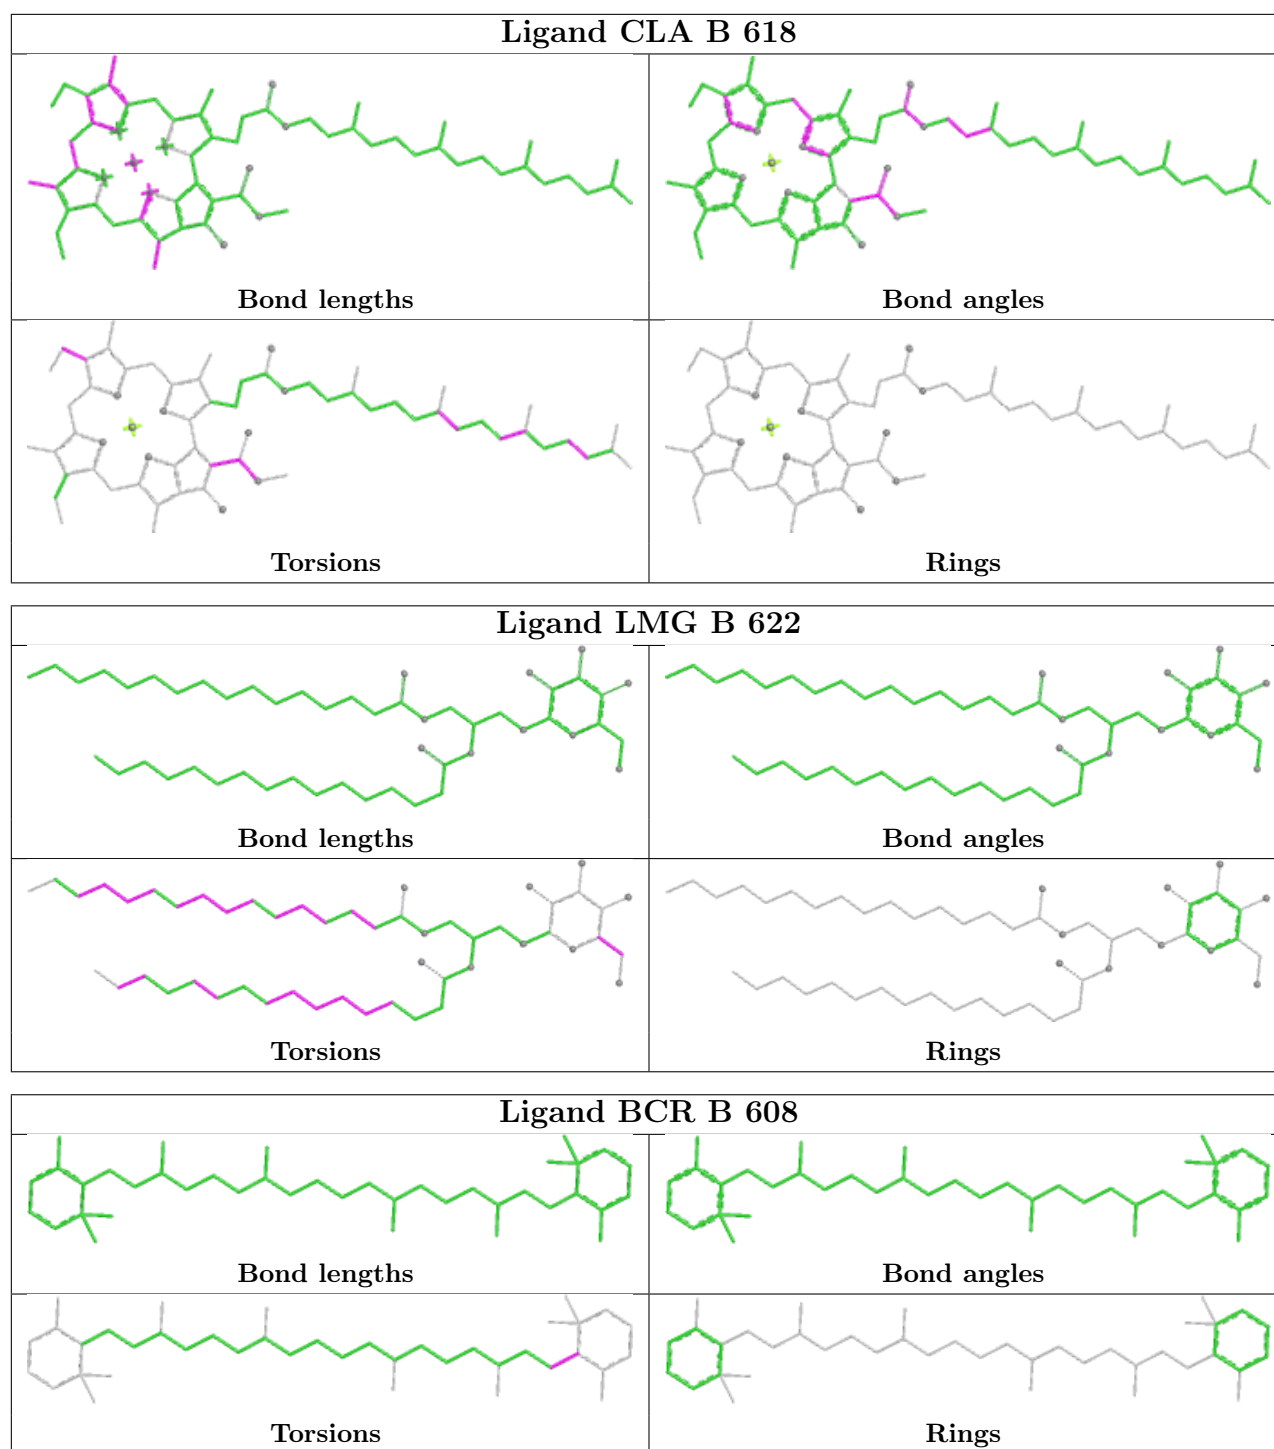 Ligand CLA B 618
Bond lengths
Bond angles
Torsions
Rings
Ligand LMG B 622
Bond lengths
Bond angles
Torsions
Rings
Ligand BCR B 608
Bond lengths
Bond angles
Torsions
Rings